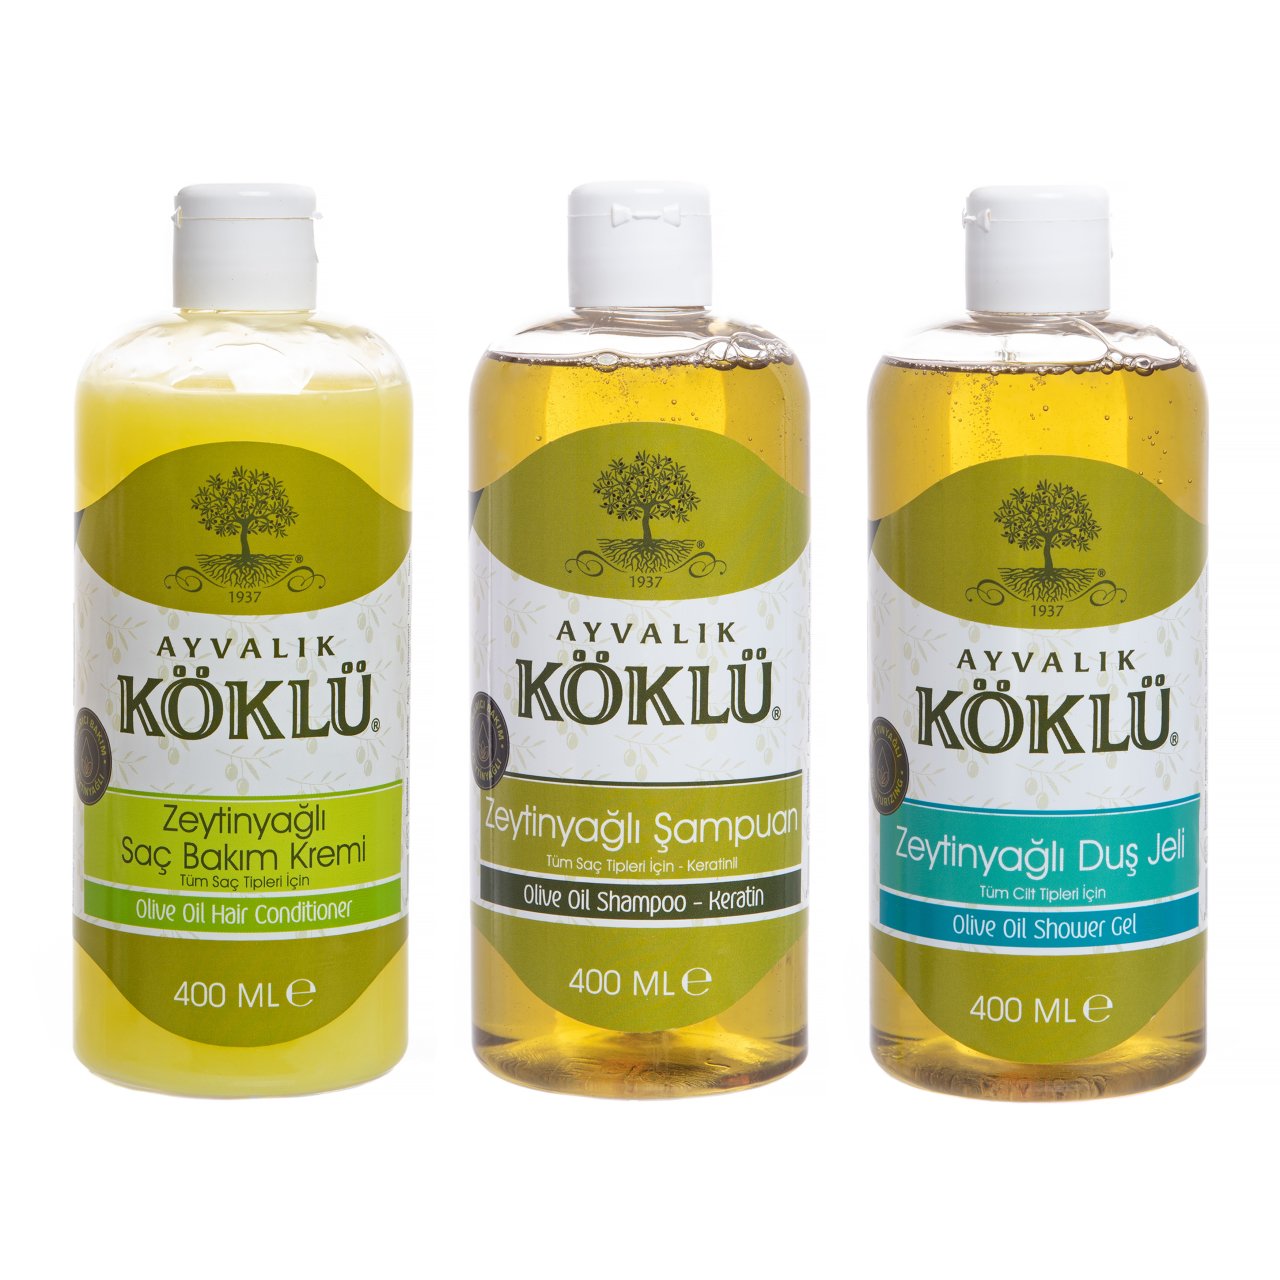 1937
AYVALIK
KÖKLÜ®
Zeytinyağlı
Saç Bakım Kremi
Tüm Saç Tipleri İçin
Olive Oil Hair Conditioner
400 ML ℮
1937
AYVALIK
KÖKLÜ®
BAKIM
Zeytinyağlı Şampuan
Tüm Saç Tipleri İçin - Keratinli
Olive Oil Shampoo - Keratin
400 ML ℮
1937
AYVALIK
KÖKLÜ®
Zeytinyağlı Duş Jeli
Tüm Cilt Tipleri İçin
Olive Oil Shower Gel
400 ML ℮